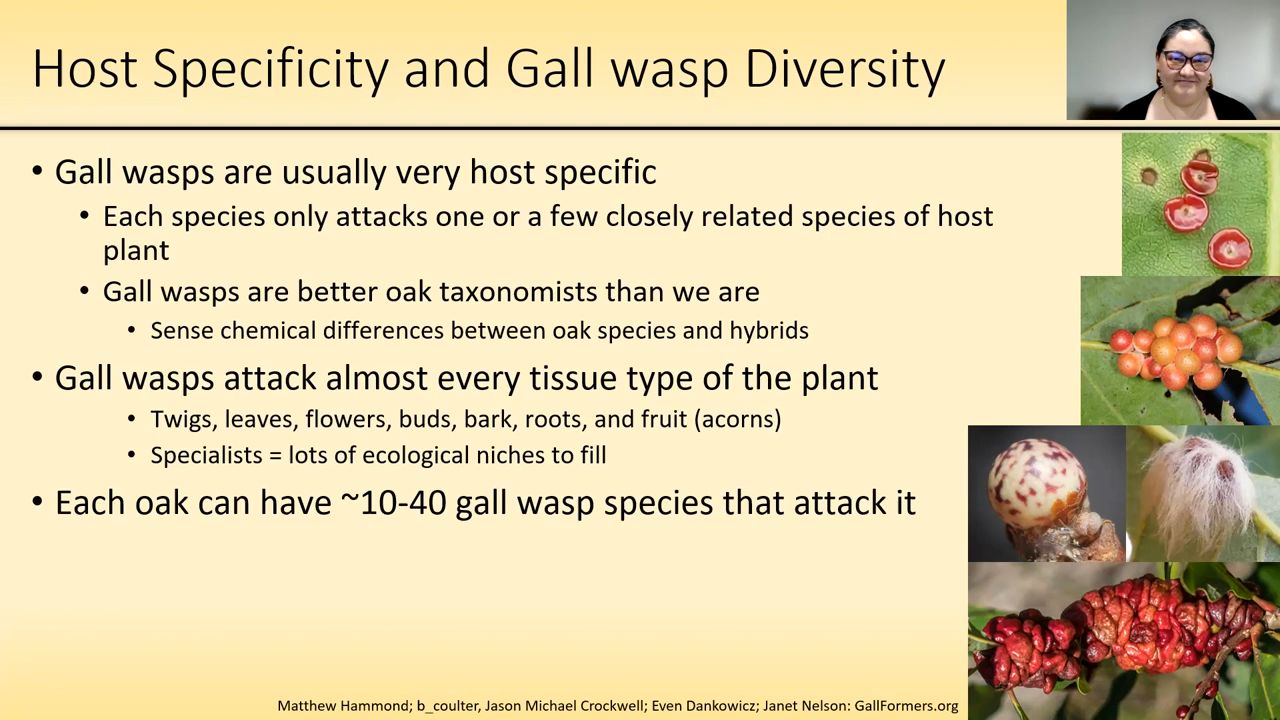 Host Specificity and Gall wasp Diversity
• Gall wasps are usually very host specific
• Each species only attacks one or a few closely related species of host
plant
• Gall wasps are better oak taxonomists than we are
• Sense chemical differences between oak species and hybrids
• Gall wasps attack almost every tissue type of the plant
• Twigs, leaves, flowers, buds, bark, roots, and fruit (acorns)
• Specialists = lots of ecological niches to fill
• Each oak can have ~10-40 gall wasp species that attack it
Matthew Hammond; b_coulter, Jason Michael Crockwell; Even Dankowicz; Janet Nelson: GallFormers.org